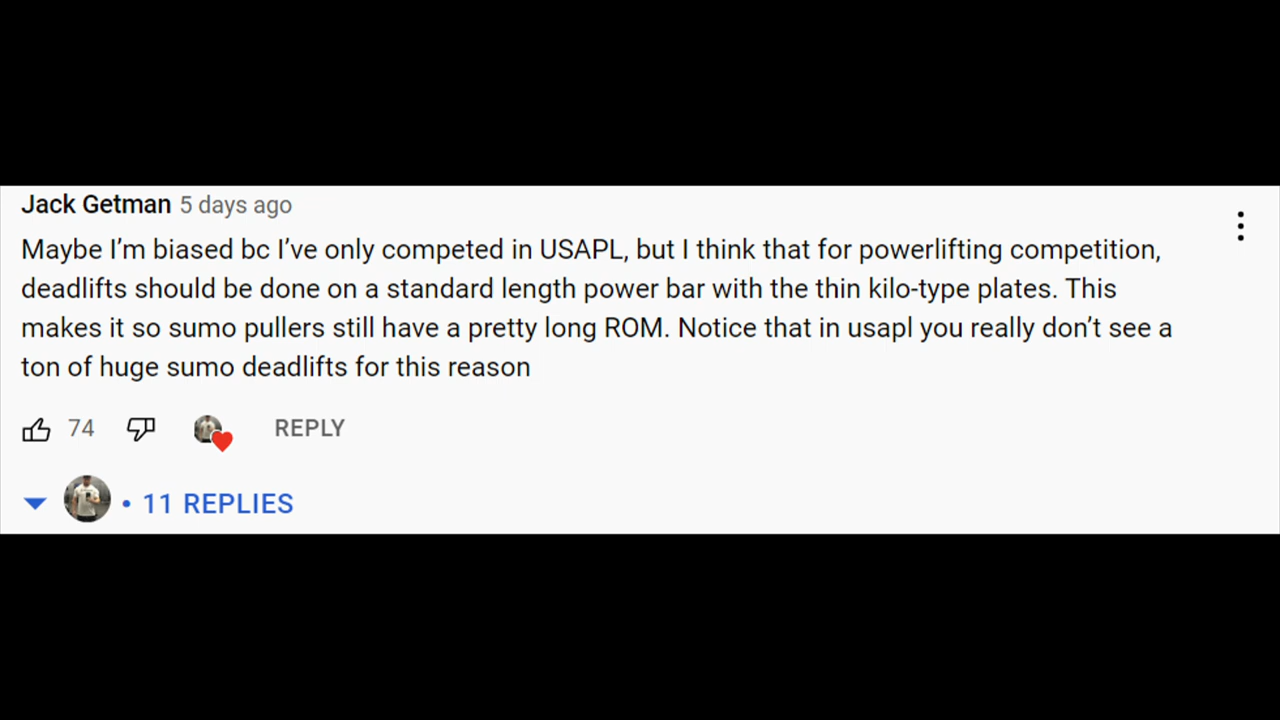 Jack Getman 5 days ago
Maybe I’m biased bc I’ve only competed in USAPL, but I think that for powerlifting competition,
deadlifts should be done on a standard length power bar with the thin kilo-type plates. This
makes it so sumo pullers still have a pretty long ROM. Notice that in usapl you really don’t see a
ton of huge sumo deadlifts for this reason
74 REPLY
• 11 REPLIES